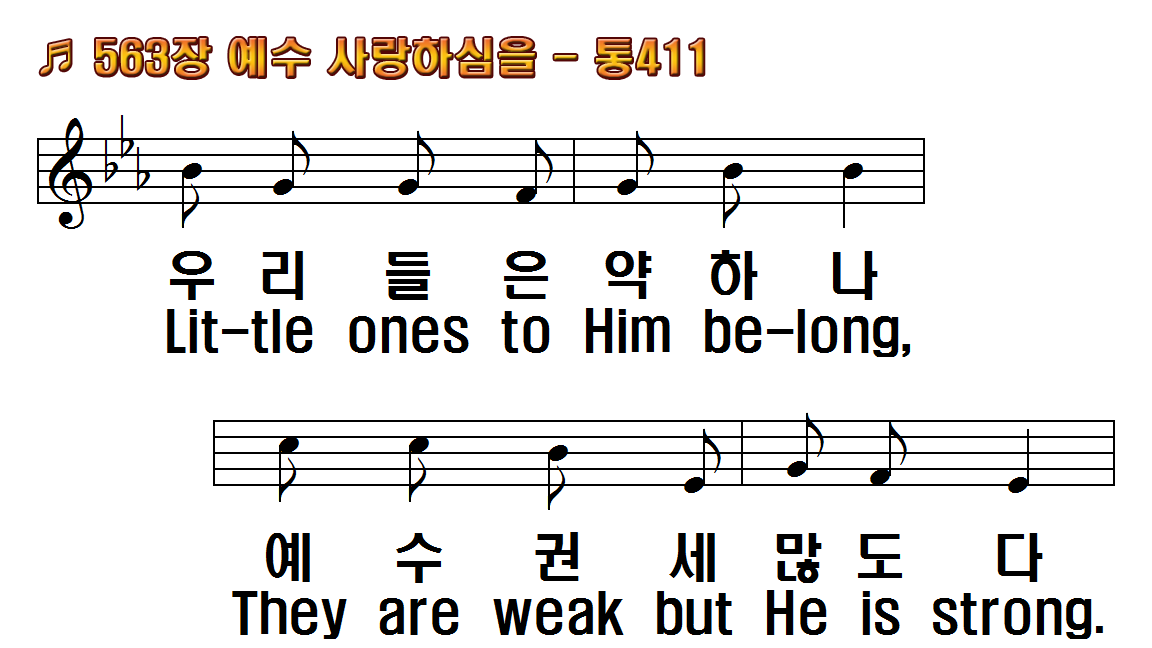 ♬ 563장 예수 사랑하심을 - 통411
우 리 들 은 약 하 나
Lit-tle ones to Him be-long,
예 수 권 세 많 도 다
They are weak but He is strong.